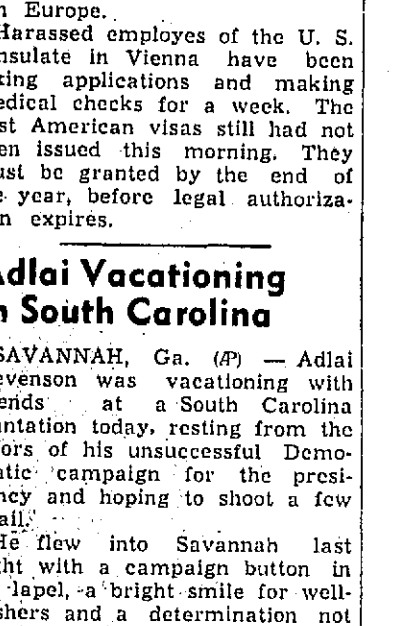 n Europe.
Harassed employes of the U. S.
nsulate in Vienna have been
king applications and making
edical checks for a week. The
st American visas still had not
en issued this morning. They
ust be granted by the end of
e year, before legal authoriza-
n expires.
Adlai Vacationing
n South Carolina
SAVANNAH, Ga. (AP) — Adlai
evenson was vacationing with
ends at a South Carolina
antation today, resting from the
ors of his unsuccessful Demo-
atic campaign for the presi-
ncy and hoping to shoot a few
ail.
He flew into Savannah last
ht with a campaign button in
lapel, a bright smile for well-
shers and a determination not